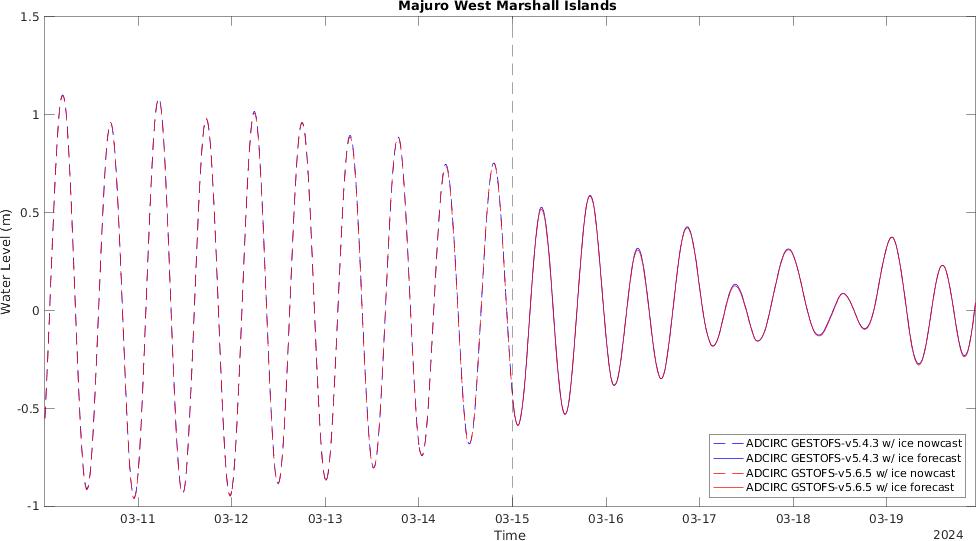 Majuro West Marshall Islands
1.5
1
0.5
0
-0.5
-1
Water Level (m)
ADCIRC GESTOFS-v5.4.3 w/ ice nowcast
ADCIRC GESTOFS-v5.4.3 w/ ice forecast
ADCIRC GSTOFS-v5.6.5 w/ ice nowcast
ADCIRC GSTOFS-v5.6.5 w/ ice forecast
03-11 03-12 03-13 03-14 03-15 03-16 03-17 03-18 03-19
Time
2024